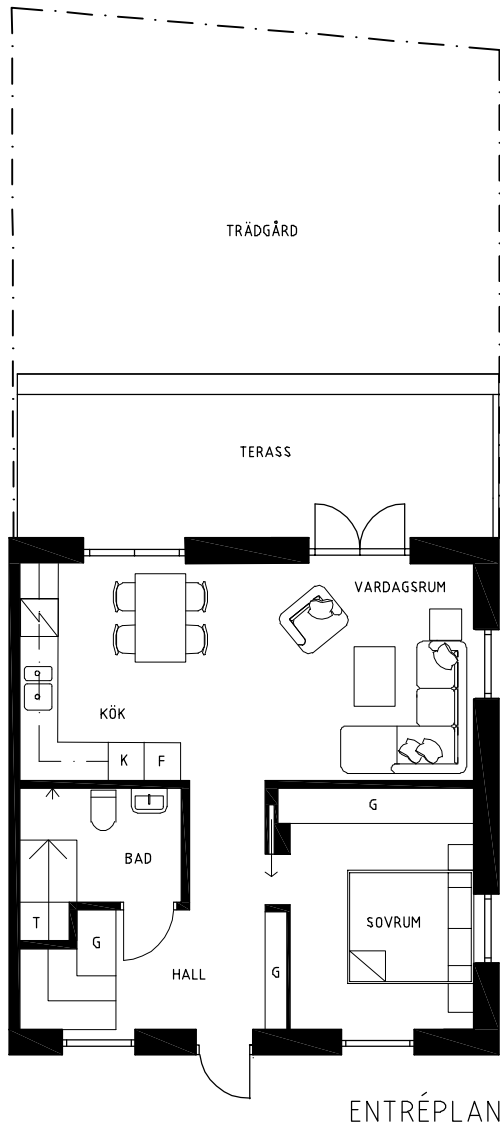 TRÄDGÅRD
TERASS
VARDAGSRUM
KÖK
K F
G
BAD
T
G
SOVRUM
HALL
G
ENTRÉPLAN